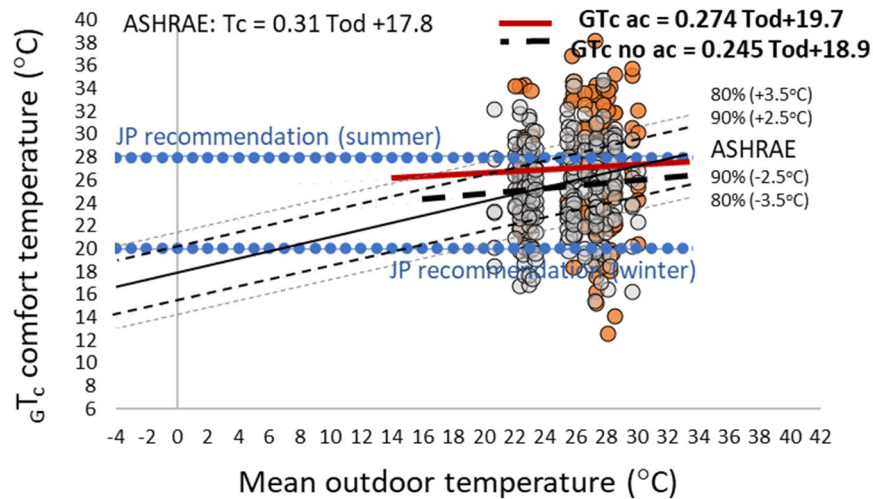 ASHRAE: Tc = 0.31 Tod +17.8
GTc ac = 0.274 Tod+19.7
GTc no ac = 0.245 Tod+18.9
80% (+3.5°C)
90% (+2.5°C)
JP recommendation (summer)
ASHRAE
90% (-2.5°C)
80% (-3.5°C)
JP recommendation (winter)
GTc comfort temperature (°C)
40
38
36
34
32
30
28
26
24
22
20
18
16
14
12
10
8
6
-4 -2 0 2 4 6 8 10 12 14 16 18 20 22 24 26 28 30 32 34 36 38 40 42
Mean outdoor temperature (°C)